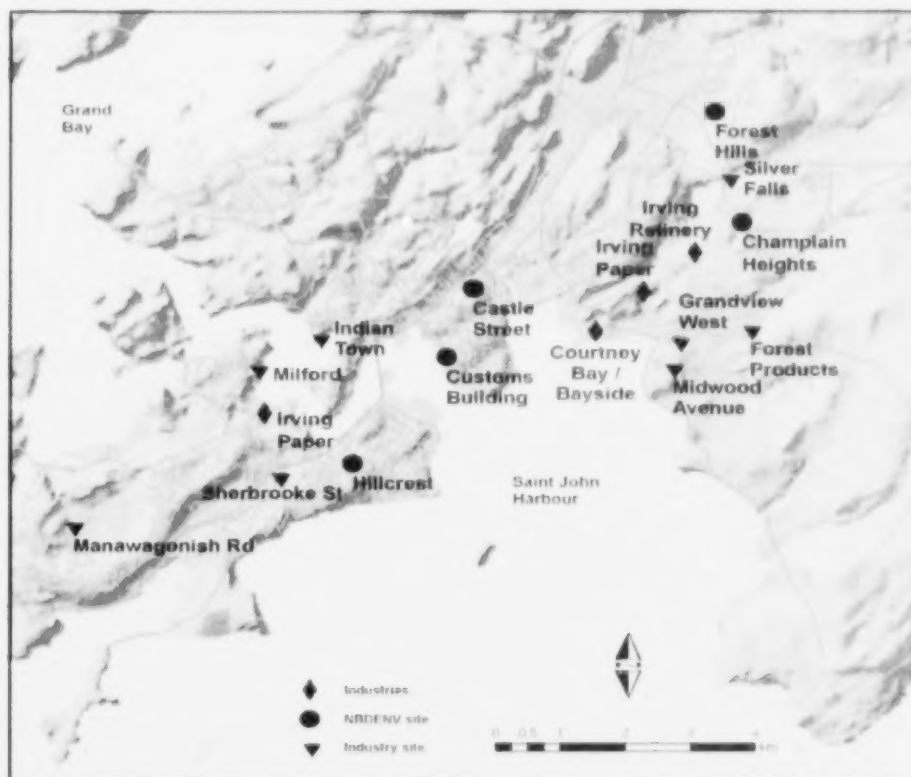 Grand
Bay
Forest
Hills
Silver
Falls
Irving
Refinery
Champlain
Heights
Irving
Paper
Castle
Street
Grandview
West
Indian
Town
Forest
Products
Courtney
Bay /
Bayside
Milford
Customs
Building
Midwood
Avenue
Irving
Paper
Hillcrest
Sherbrooke St
Saint John
Harbour
Manawagonish Rd
Industries
NBDENV site
Industry site
0 0.5 1 2 3 4
km